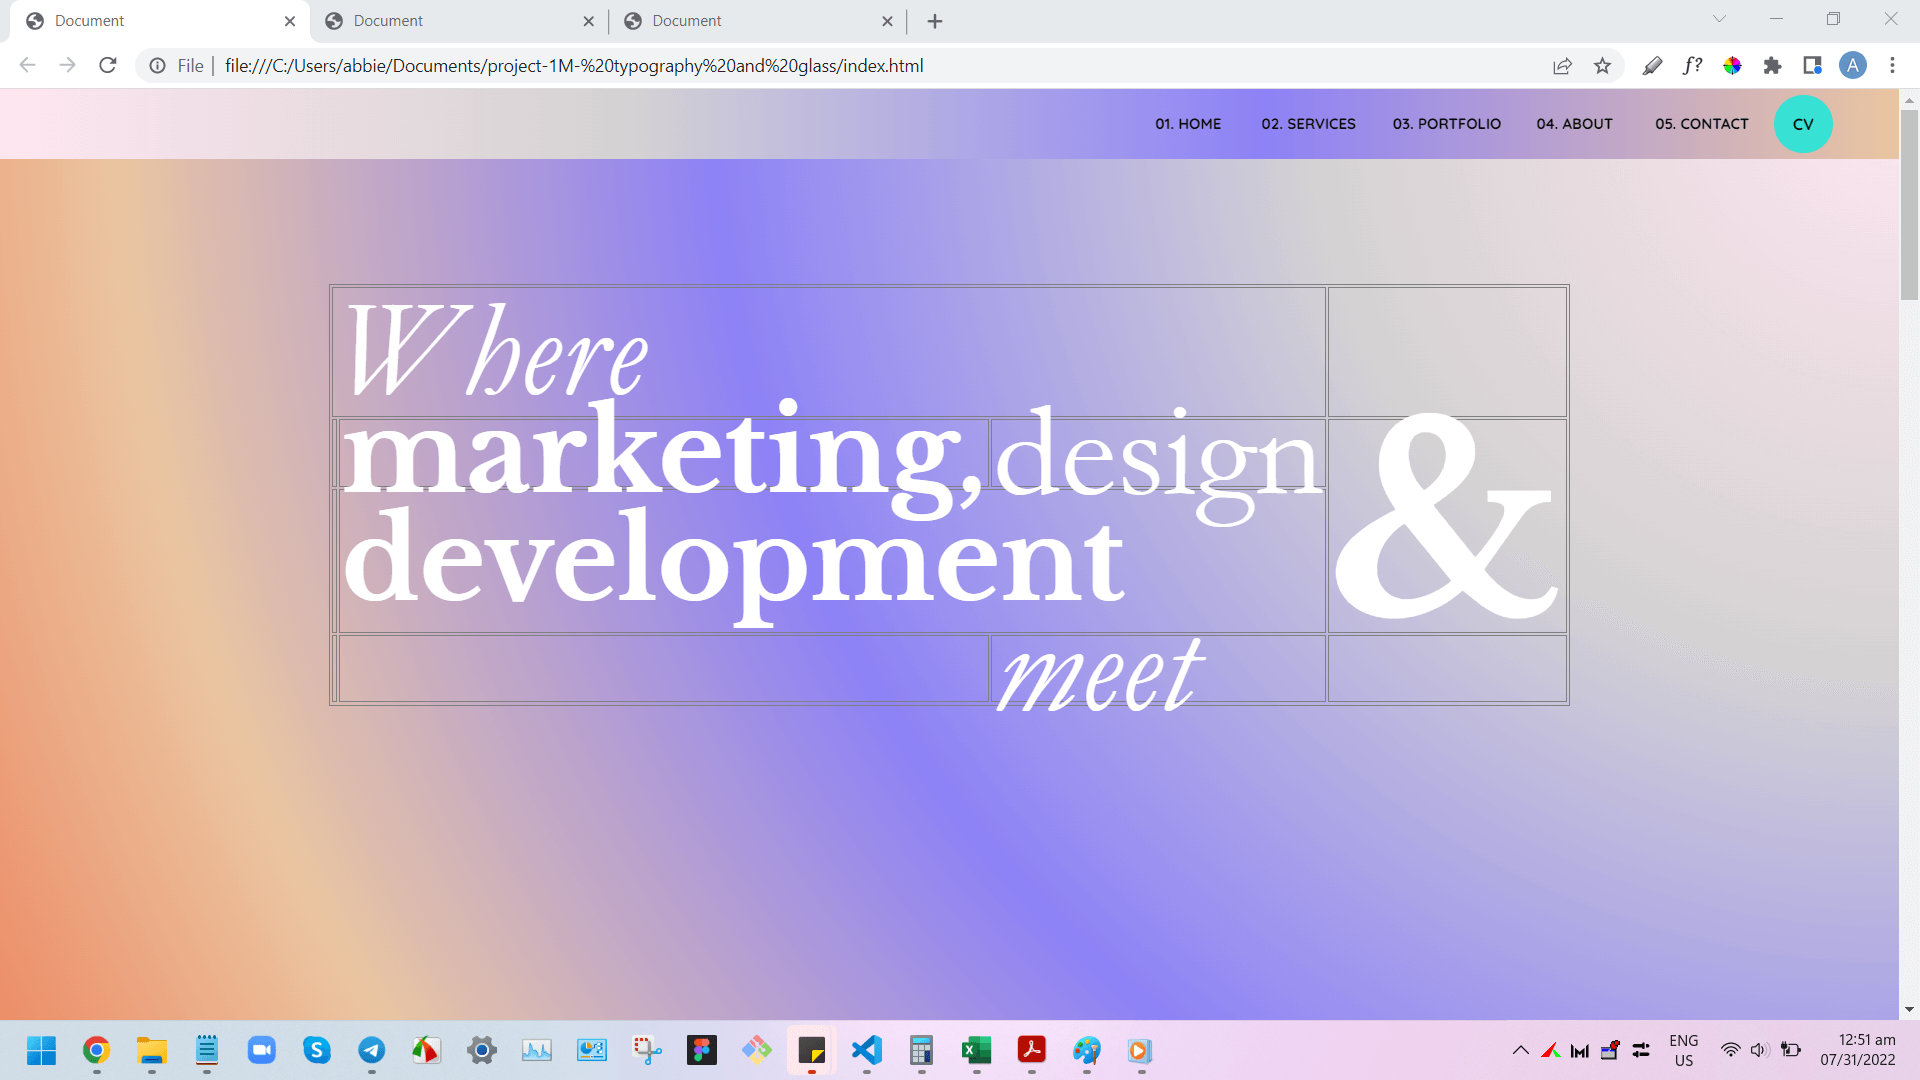 Document
Document
Document
File
file:///C:/Users/abbie/Documents/project-1M-%20typography%20and%20glass/index.html
f?
A
01. HOME 02. SERVICES 03. PORTFOLIO 04. ABOUT 05. CONTACT CV
Where
marketing, design &
development
meet
ENG
US
12:51 am
07/31/2022